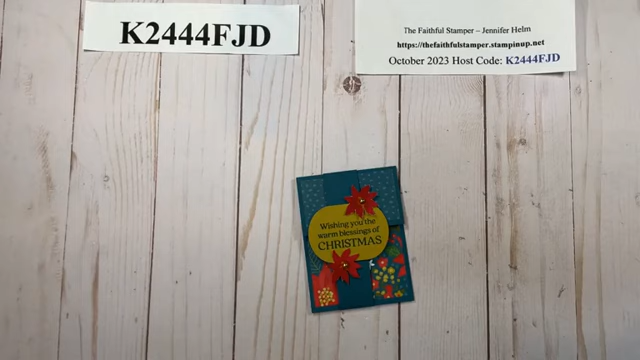 K2444FJD
The Faithful Stamper – Jennifer Helm
https://thefaithfulstamper.stampinup.net
October 2023 Host Code: K2444FJD
Wishing you the
warm blessings of
CHRISTMAS